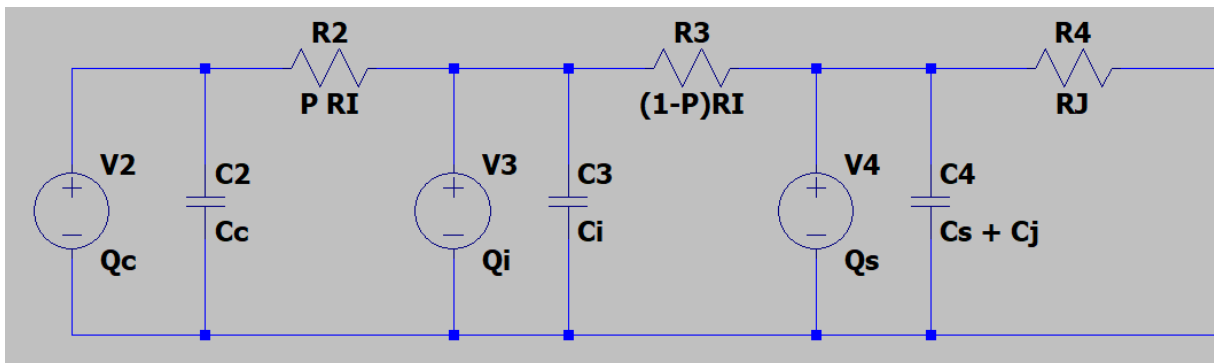 R2
P RI
R3
(1-P)RI
R4
RJ
V2
Qc
C2
Cc
V3
Qi
C3
Ci
V4
Qs
C4
Cs + Cj